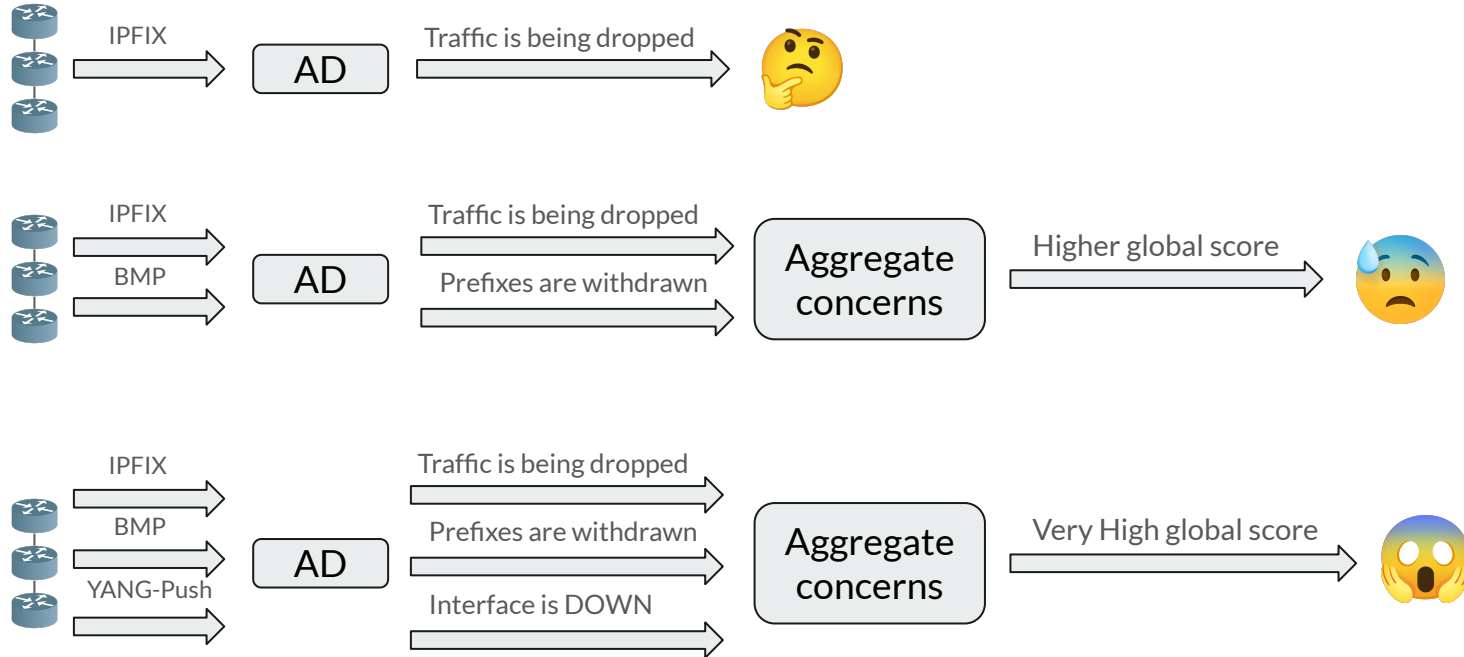 IPFIX
AD
Traffic is being dropped
IPFIX
BMP
AD
Traffic is being dropped
Prefixes are withdrawn
Aggregate
concerns
Higher global score
IPFIX
BMP
YANG-Push
AD
Traffic is being dropped
Prefixes are withdrawn
Interface is DOWN
Aggregate
concerns
Very High global score